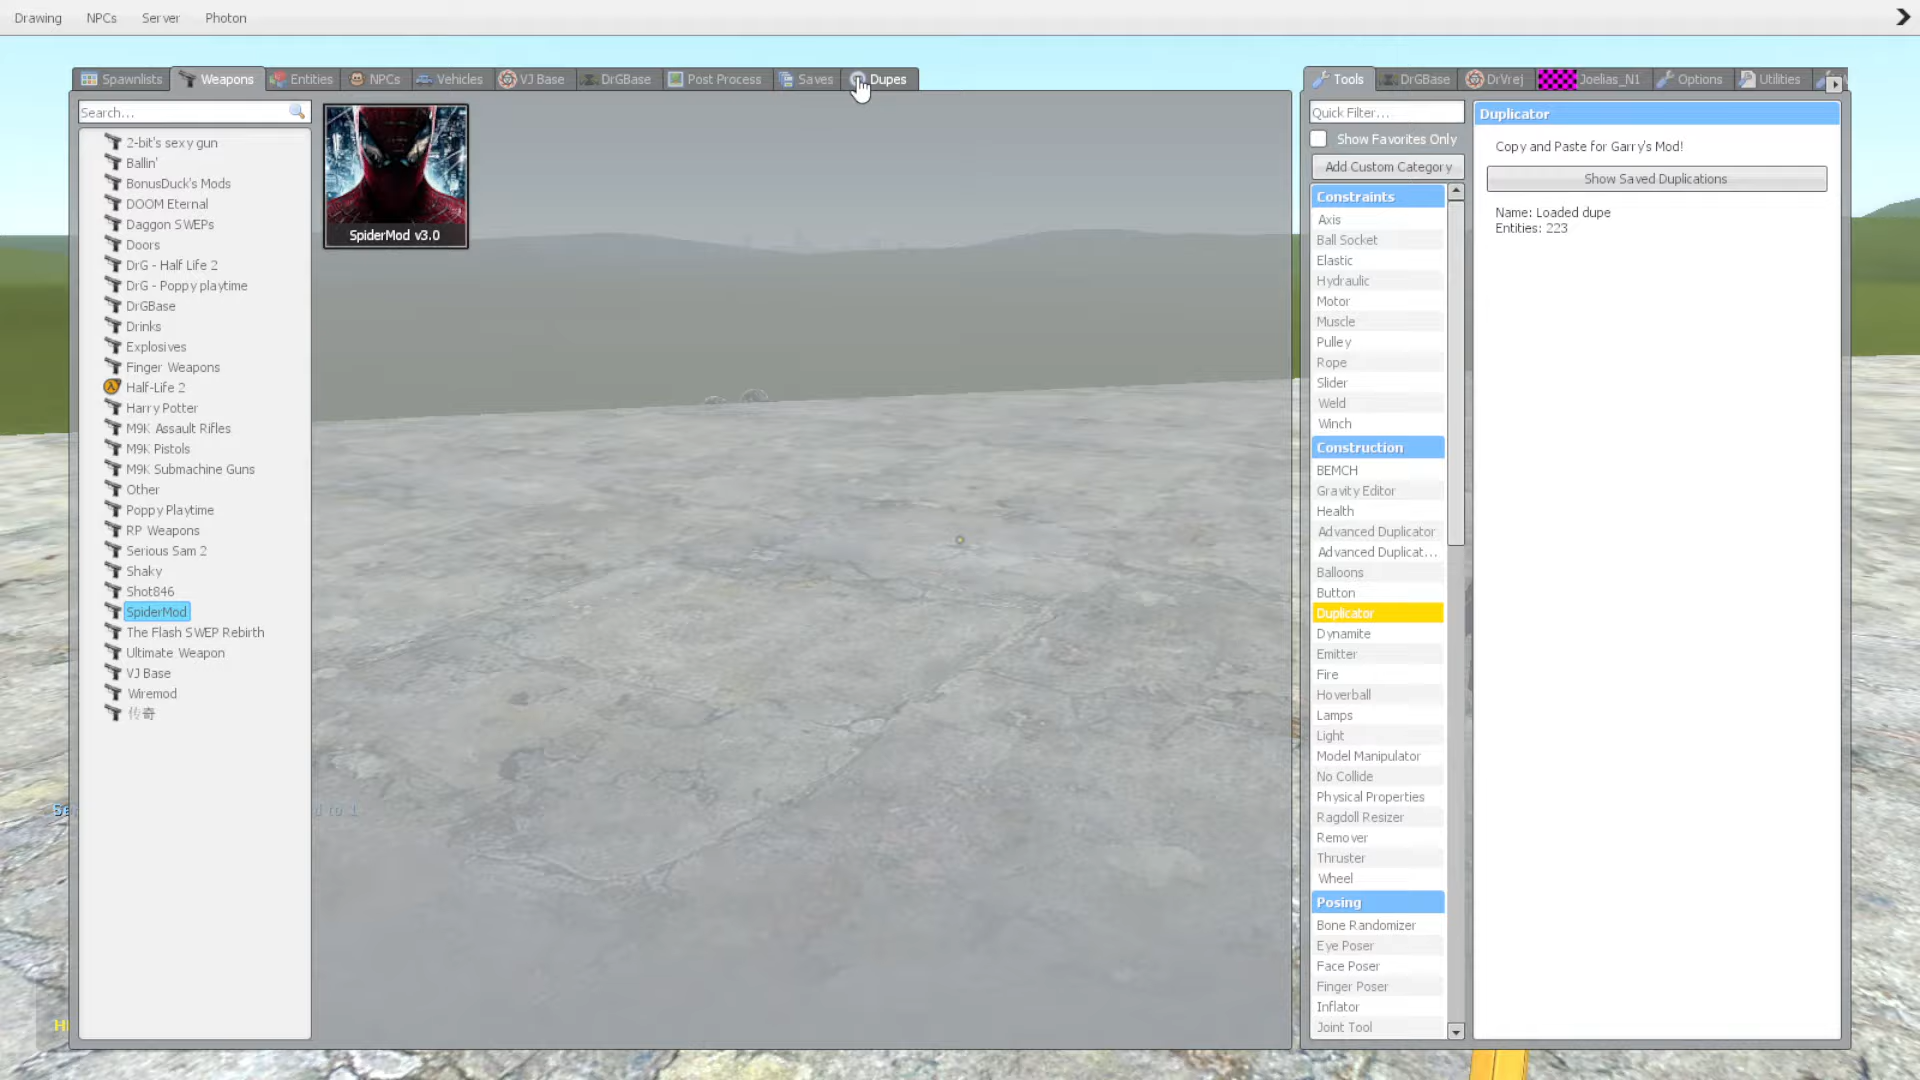 Drawing NPCs Server Photon
Spawnlists Weapons Entities NPCs Vehicles VJ Base DrGBase Post Process Saves Dupes
Search...
2-bit's sexy gun
Ballin'
BonusDuck's Mods
DOOM Eternal
Daggon SWEPs
Doors
DrG - Half Life 2
DrG - Poppy playtime
DrGBase
Drinks
Explosives
Finger Weapons
Half-Life 2
Harry Potter
M9K Assault Rifles
M9K Pistols
M9K Submachine Guns
Other
Poppy Playtime
RP Weapons
Serious Sam 2
Shaky
Shot846
SpiderMod
The Flash SWEP Rebirth
Ultimate Weapon
VJ Base
Wiremod
传奇
SpiderMod v3.0
d to 1
Tools DrGBase DrVrej Joelias_N1 Options Utilities
Quick Filter...
Show Favorites Only
Add Custom Category
Constraints
Axis
Ball Socket
Elastic
Hydraulic
Motor
Muscle
Pulley
Rope
Slider
Weld
Winch
Construction
BEMCH
Gravity Editor
Health
Advanced Duplicator
Advanced Duplicat...
Balloons
Button
Duplicator
Dynamite
Emitter
Fire
Hoverball
Lamps
Light
Model Manipulator
No Collide
Physical Properties
Ragdoll Resizer
Remover
Thruster
Wheel
Posing
Bone Randomizer
Eye Poser
Face Poser
Finger Poser
Inflator
Joint Tool
Duplicator
Copy and Paste for Garry's Mod!
Show Saved Duplications
Name: Loaded dupe
Entities: 223